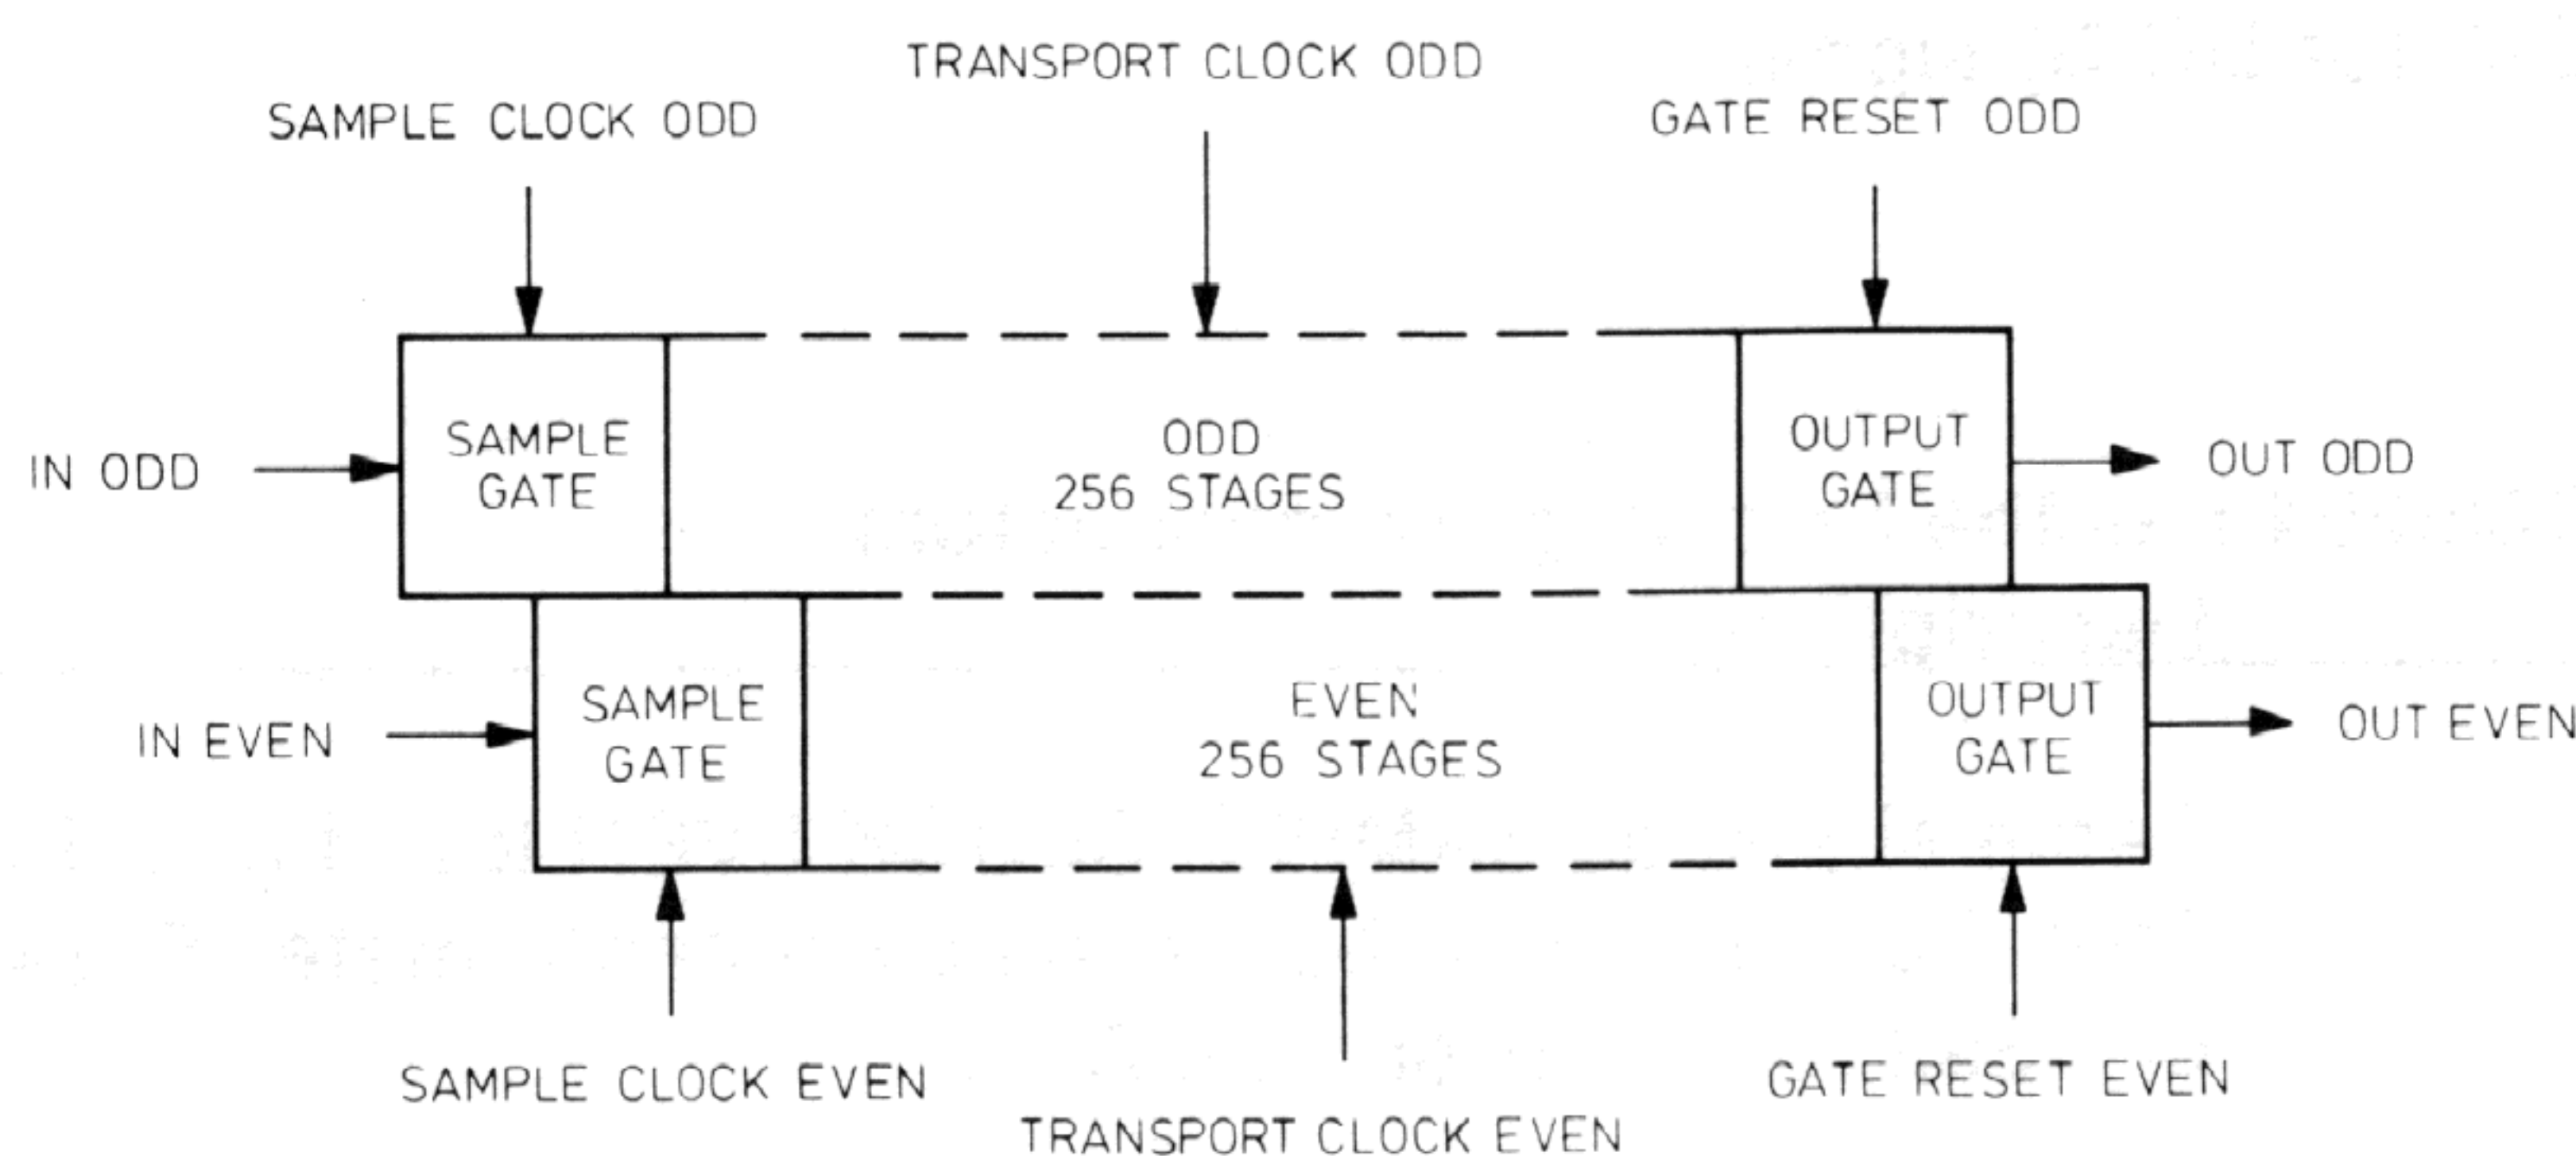 TRANSPORT CLOCK ODD
SAMPLE CLOCK ODD
GATE RESET ODD
IN ODD
SAMPLE
GATE
ODD
256 STAGES
OUTPUT
GATE
OUT ODD
IN EVEN
SAMPLE
GATE
EVEN
256 STAGES
OUTPUT
GATE
OUT EVEN
SAMPLE CLOCK EVEN
TRANSPORT CLOCK EVEN
GATE RESET EVEN